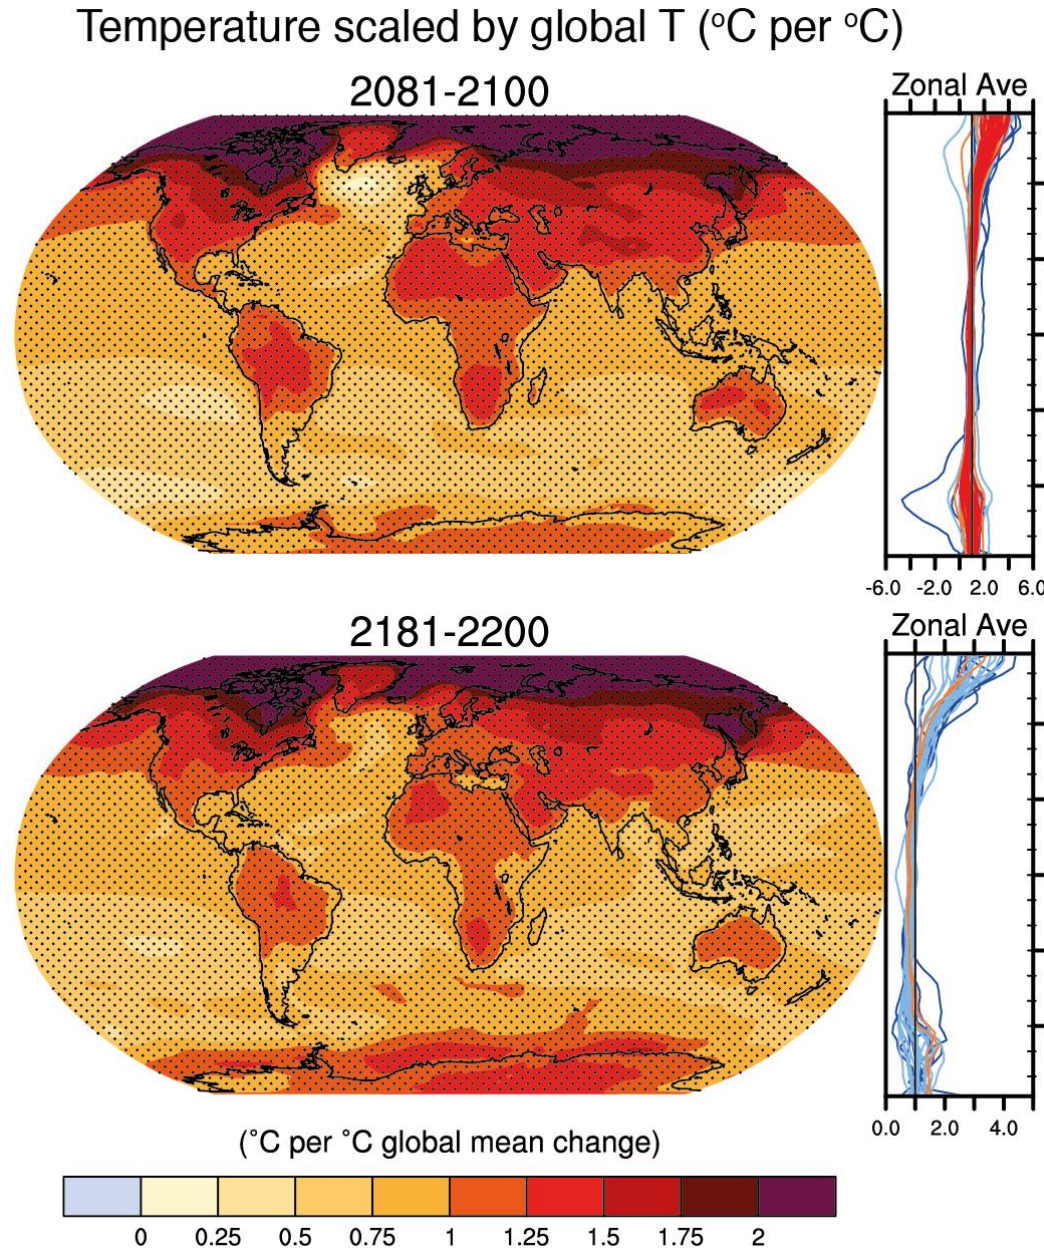 Temperature scaled by global T (°C per °C)
2081-2100
Zonal Ave
-6.0 -2.0 2.0 6.0
2181-2200
Zonal Ave
0.0 2.0 4.0
(°C per °C global mean change)
0 0.25 0.5 0.75 1 1.25 1.5 1.75 2